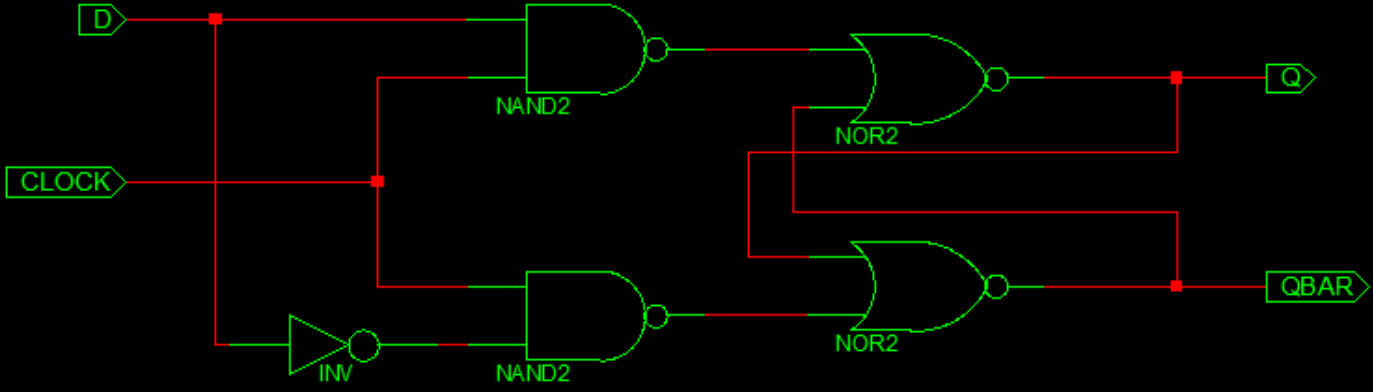 D
NAND2
NOR2
Q
CLOCK
INV
NAND2
NOR2
QBAR